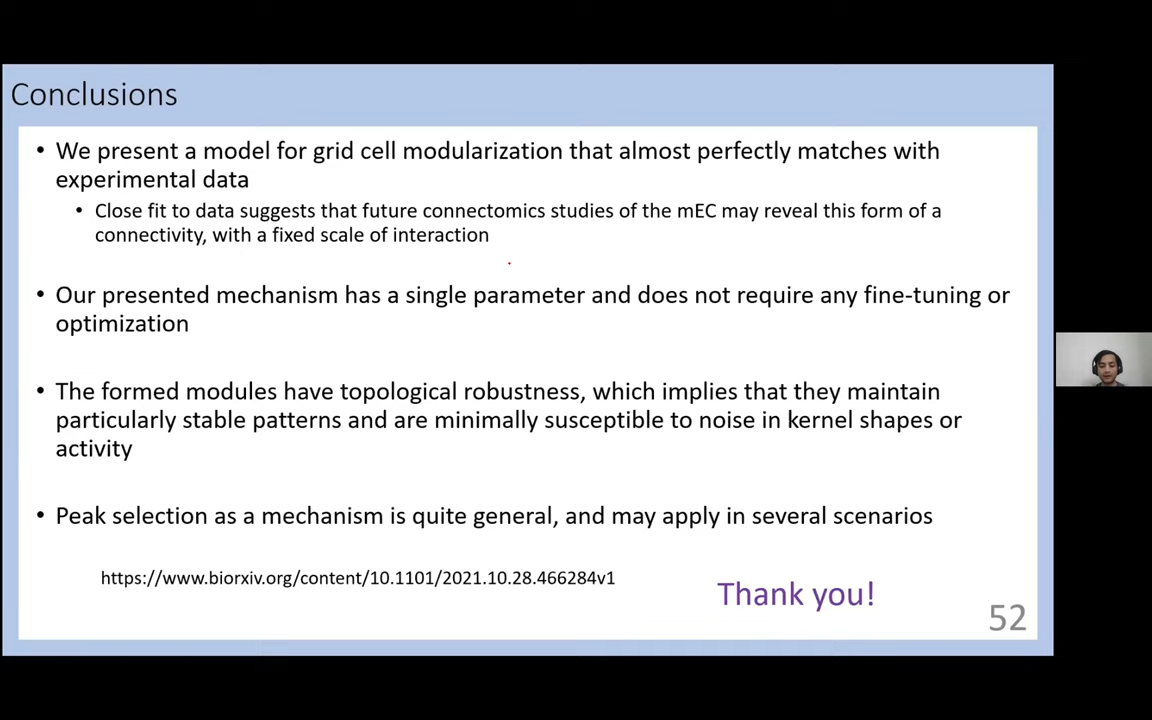 Conclusions
• We present a model for grid cell modularization that almost perfectly matches with
experimental data
• Close fit to data suggests that future connectomics studies of the mEC may reveal this form of a
connectivity, with a fixed scale of interaction
• Our presented mechanism has a single parameter and does not require any fine-tuning or
optimization
• The formed modules have topological robustness, which implies that they maintain
particularly stable patterns and are minimally susceptible to noise in kernel shapes or
activity
• Peak selection as a mechanism is quite general, and may apply in several scenarios
https://www.biorxiv.org/content/10.1101/2021.10.28.466284v1
Thank you!
52